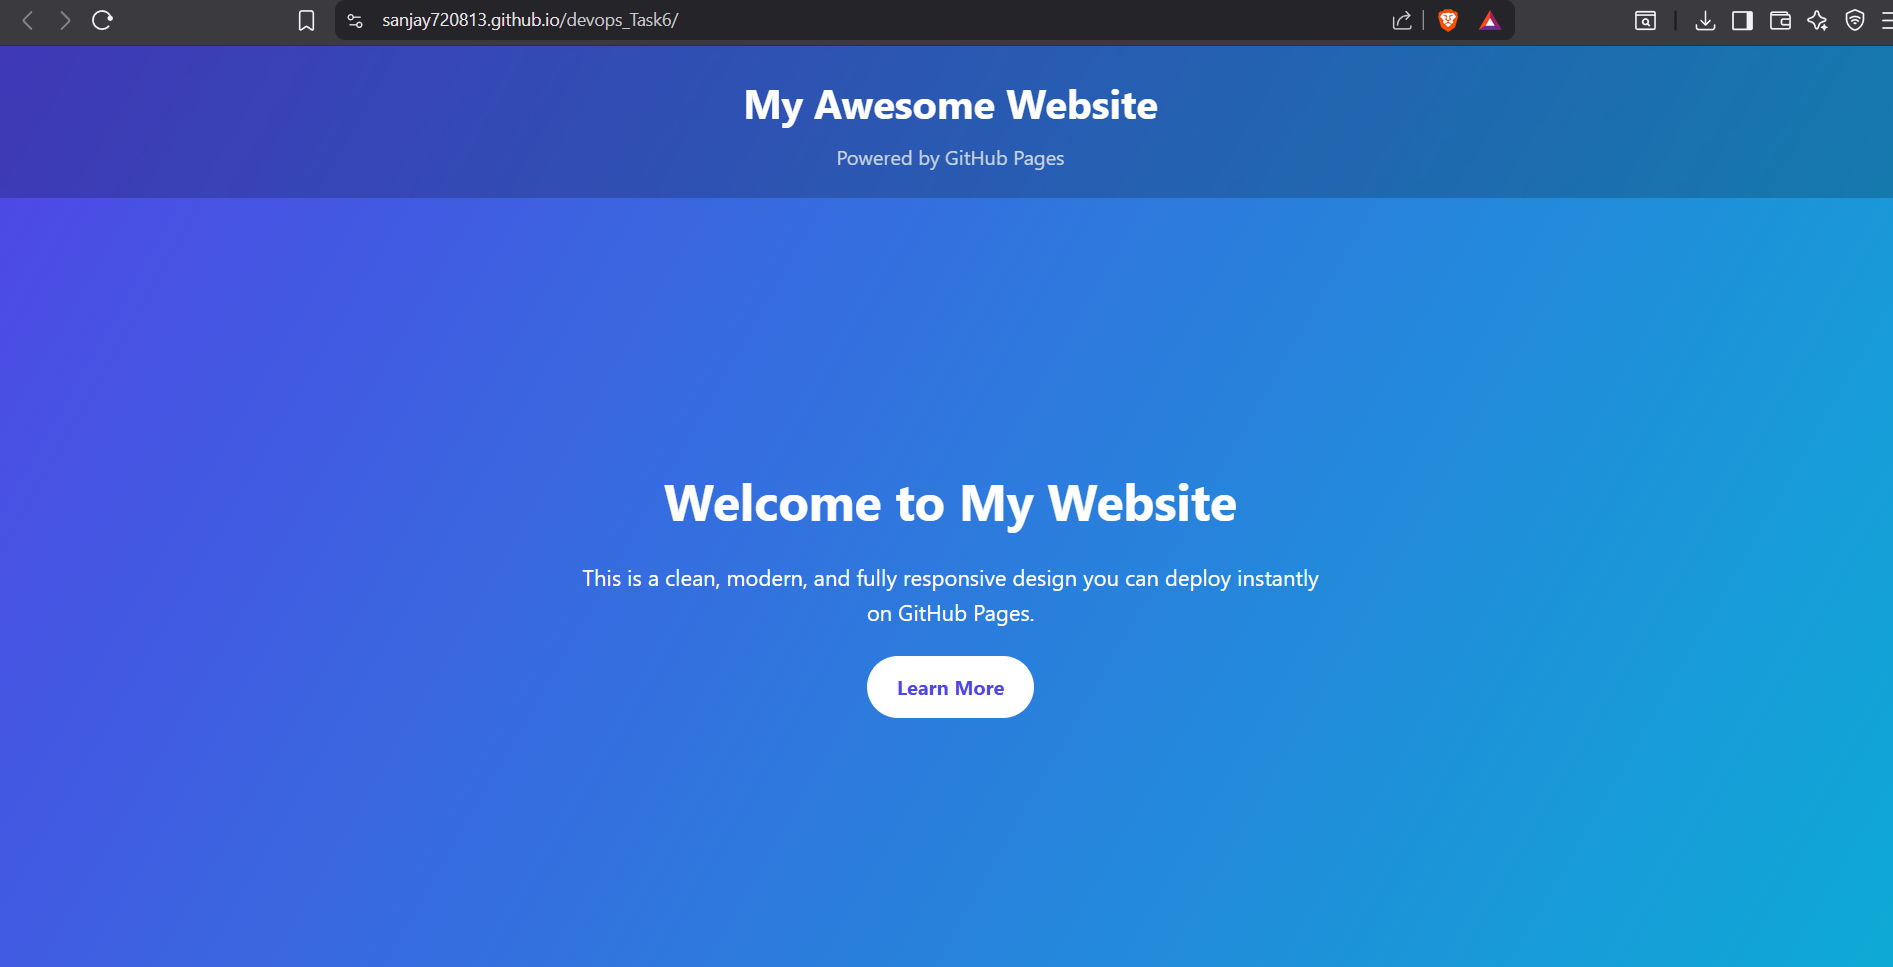 sanjay720813.github.io/devops_Task6/
My Awesome Website
Powered by GitHub Pages
Welcome to My Website
This is a clean, modern, and fully responsive design you can deploy instantly
on GitHub Pages.
Learn More